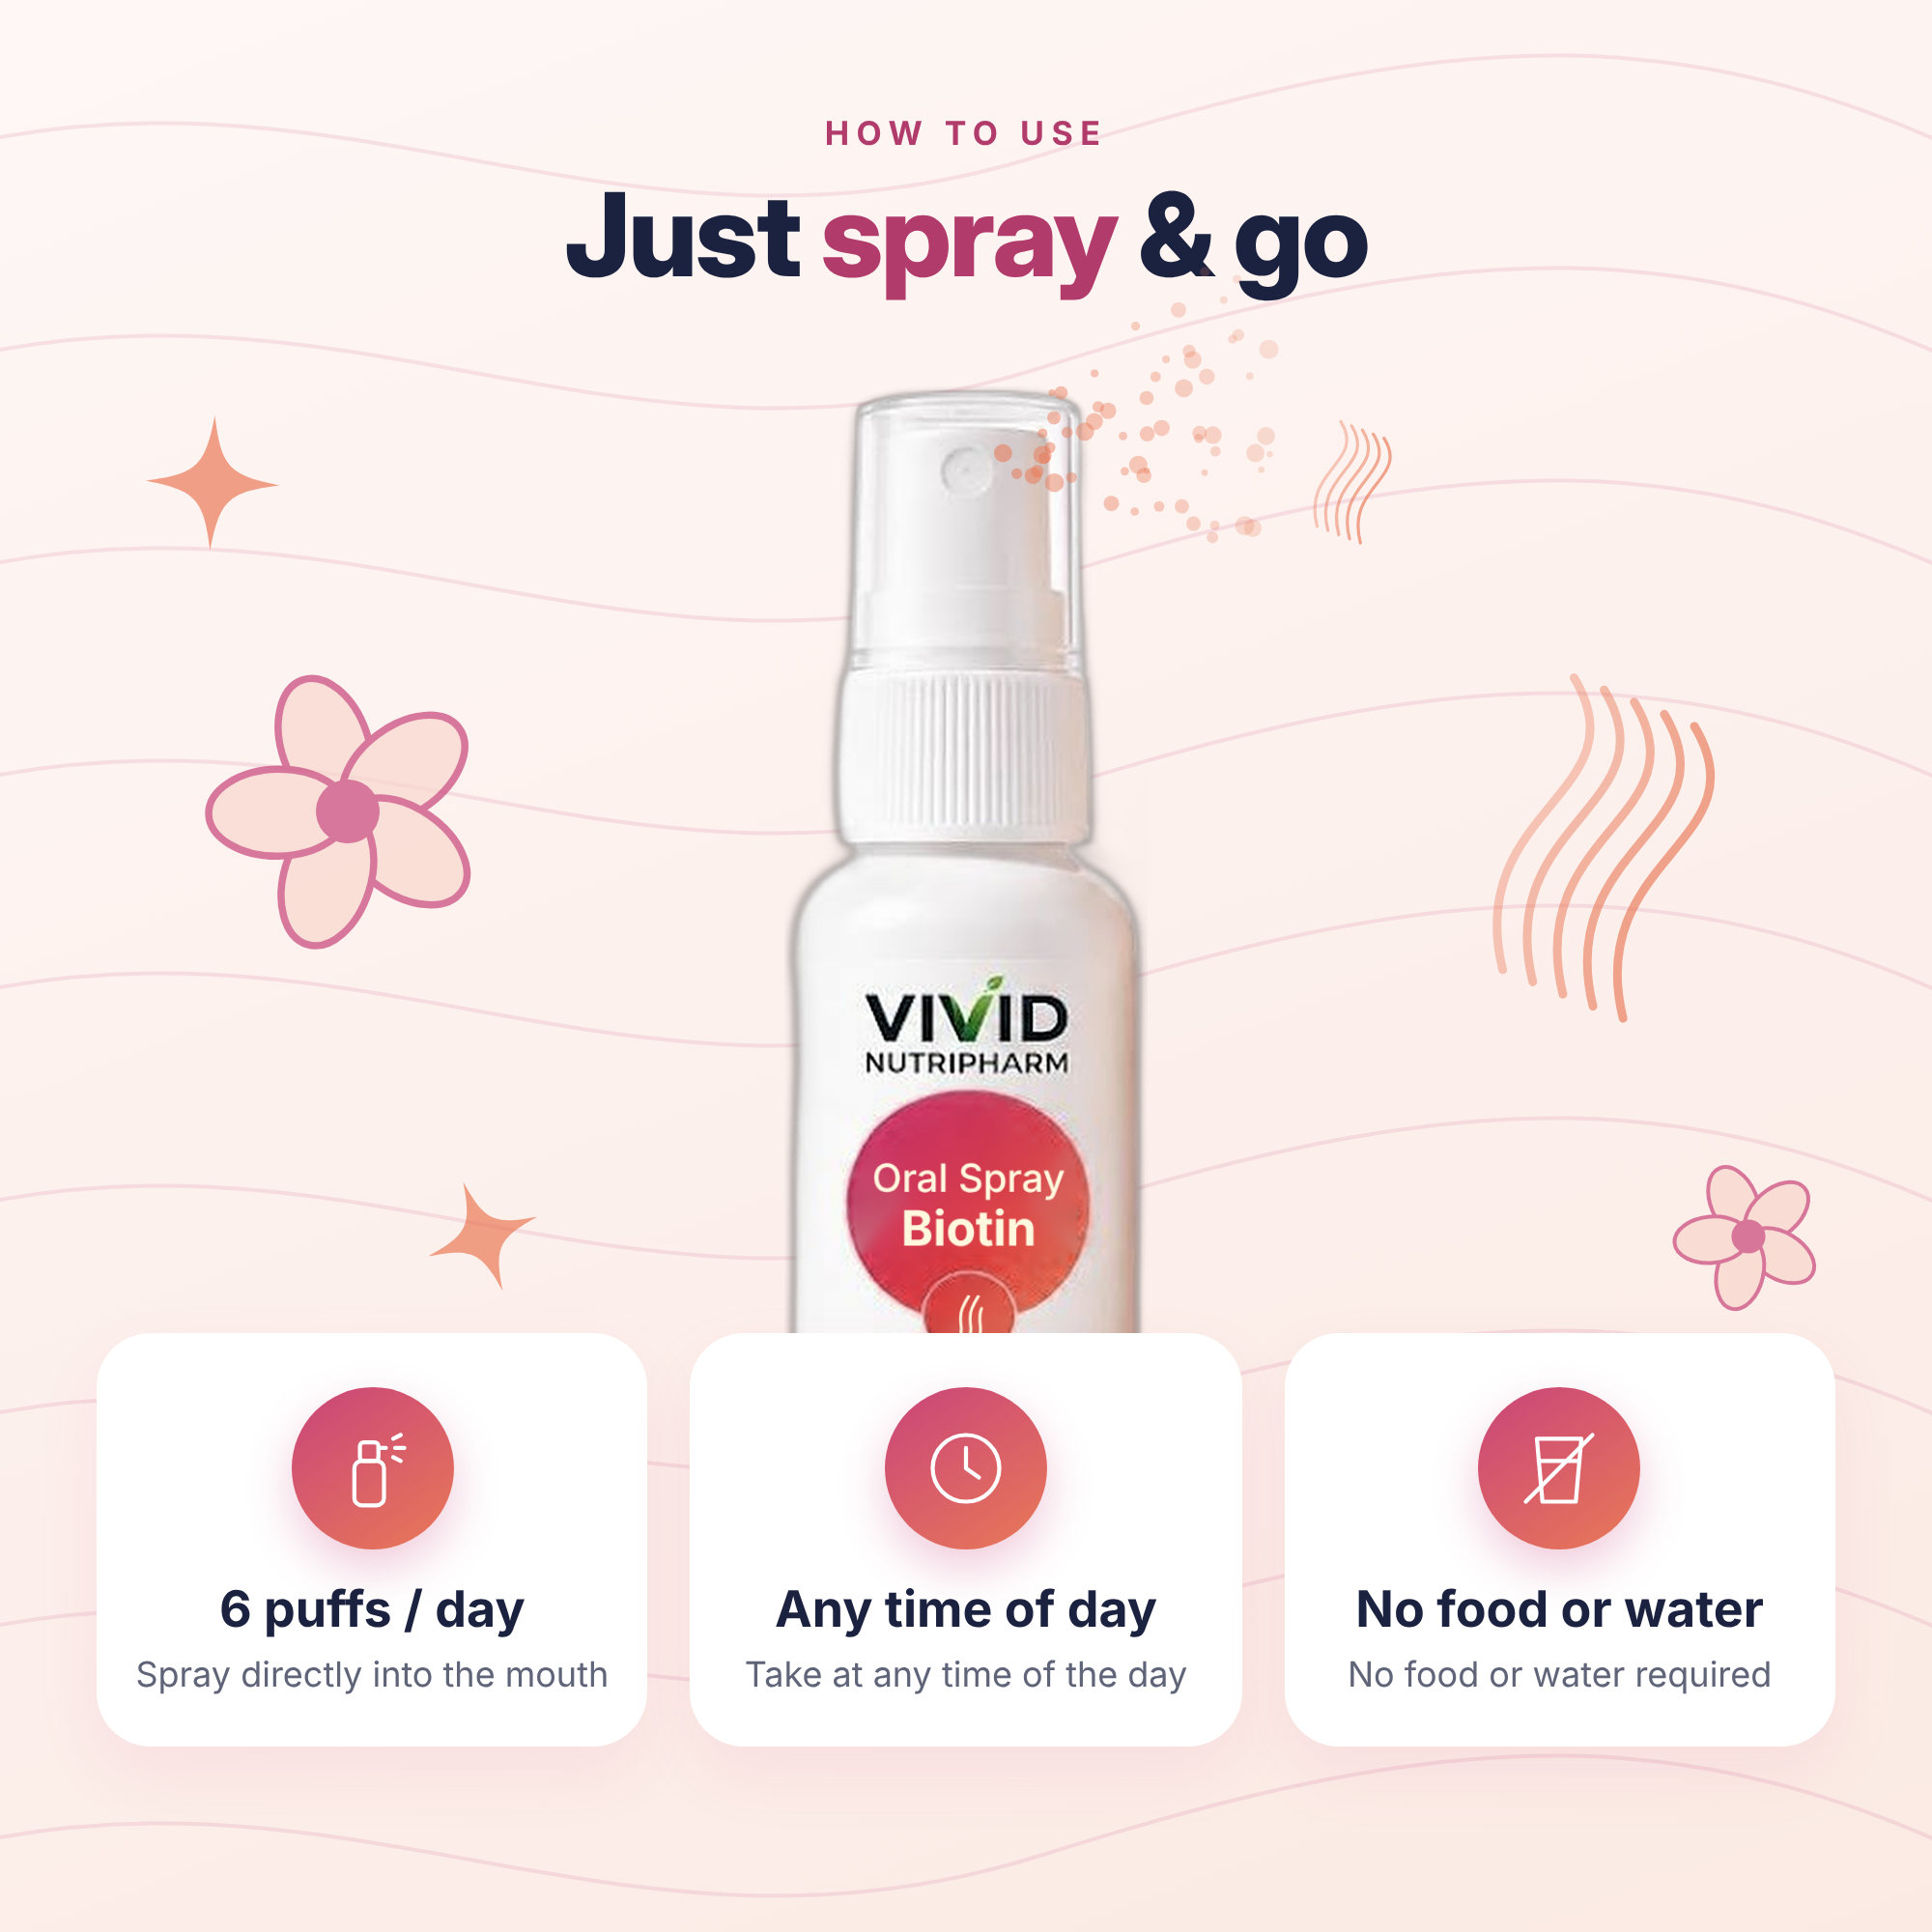 HOW TO USE
Just spray & go
VIVID
NUTRIPHARM
Oral Spray
Biotin
6 puffs / day
Spray directly into the mouth
Any time of day
Take at any time of the day
No food or water
No food or water required